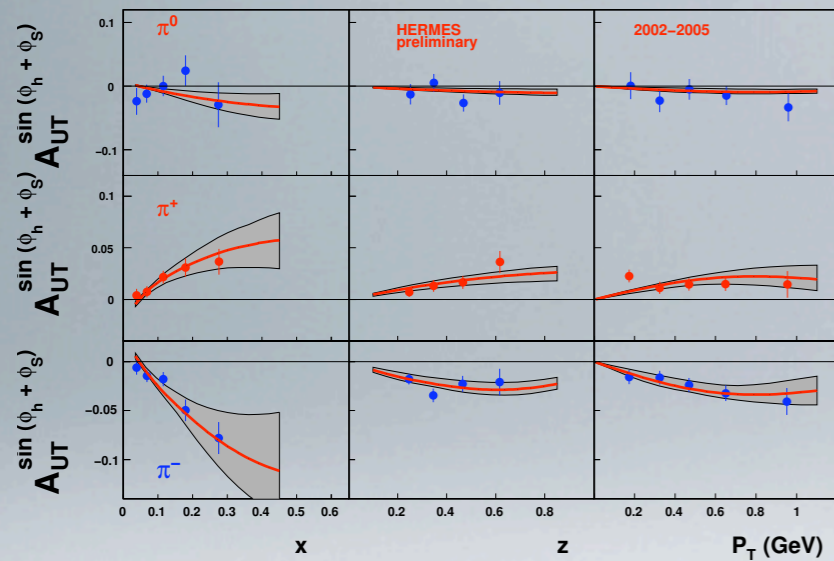 A_UT^sin (ϕ_h + ϕ_S)
0.1
0
−0.1
π⁰
HERMES
preliminary
2002−2005
A_UT^sin (ϕ_h + ϕ_S)
0.1
0.05
0
π⁺
A_UT^sin (ϕ_h + ϕ_S)
0
−0.05
−0.1
π⁻
0 0.1 0.2 0.3 0.4 0.5 0.6
0.2 0.4 0.6 0.8
0.2 0.4 0.6 0.8 1
x
z
P_T (GeV)